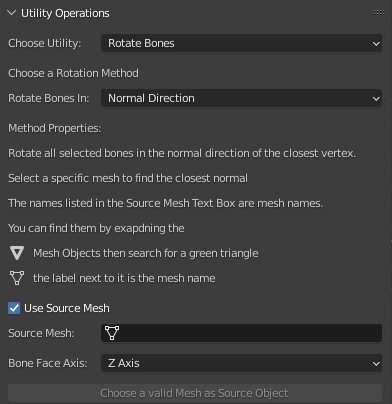 Utility Operations
Choose Utility: Rotate Bones
Choose a Rotation Method
Rotate Bones In: Normal Direction
Method Properties:
Rotate all selected bones in the normal direction of the closest vertex.
Select a specific mesh to find the closest normal
The names listed in the Source Mesh Text Box are mesh names.
You can find them by exapdning the
Mesh Objects then search for a green triangle
the label next to it is the mesh name
Use Source Mesh
Source Mesh:
Bone Face Axis: Z Axis
Choose a valid Mesh as Source Object